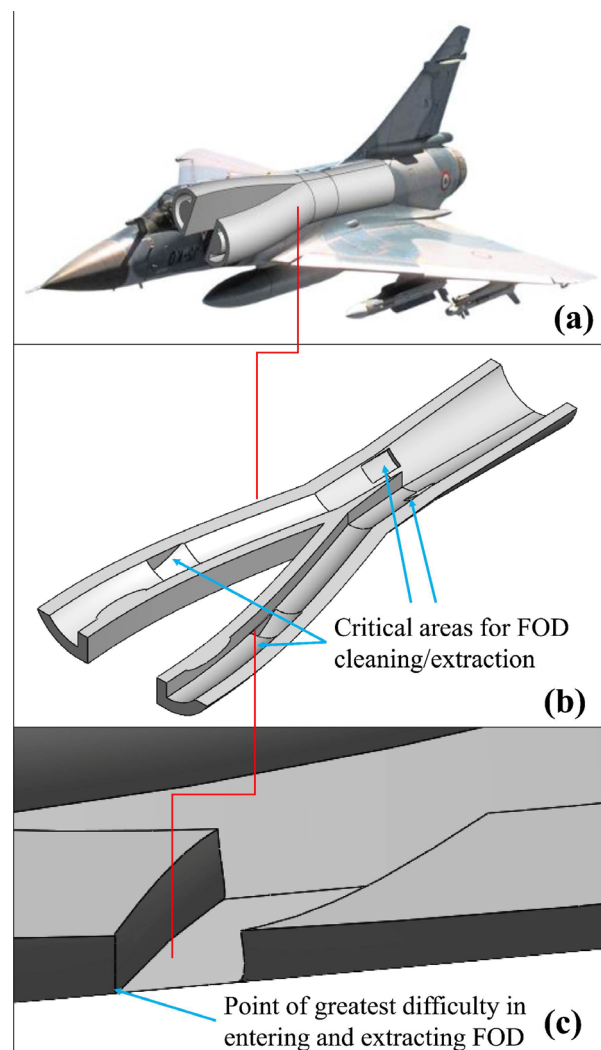 (a)
Critical areas for FOD
cleaning/extraction
(b)
Point of greatest difficulty in
entering and extracting FOD
(c)